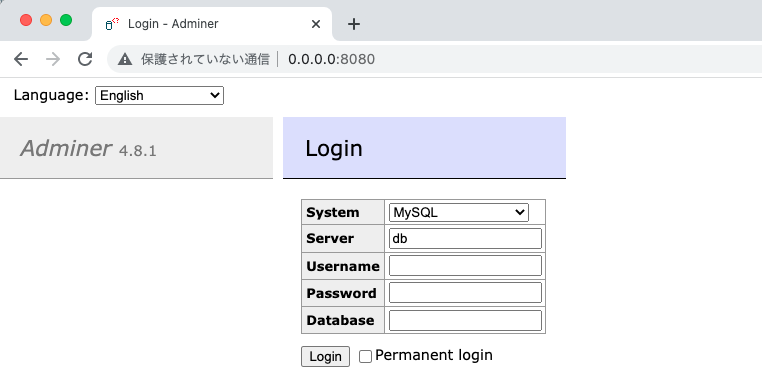 Login - Adminer
保護されていない通信 0.0.0.0:8080
Language: English
Adminer 4.8.1
Login
System MySQL
Server db
Username
Password
Database
Login Permanent login